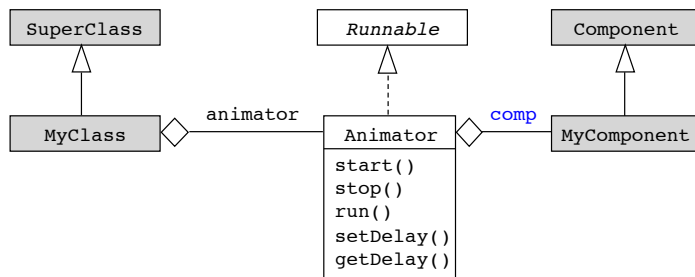 SuperClass
Runnable
Component
MyClass
animator
Animator
comp
MyComponent
start()
stop()
run()
setDelay()
getDelay()